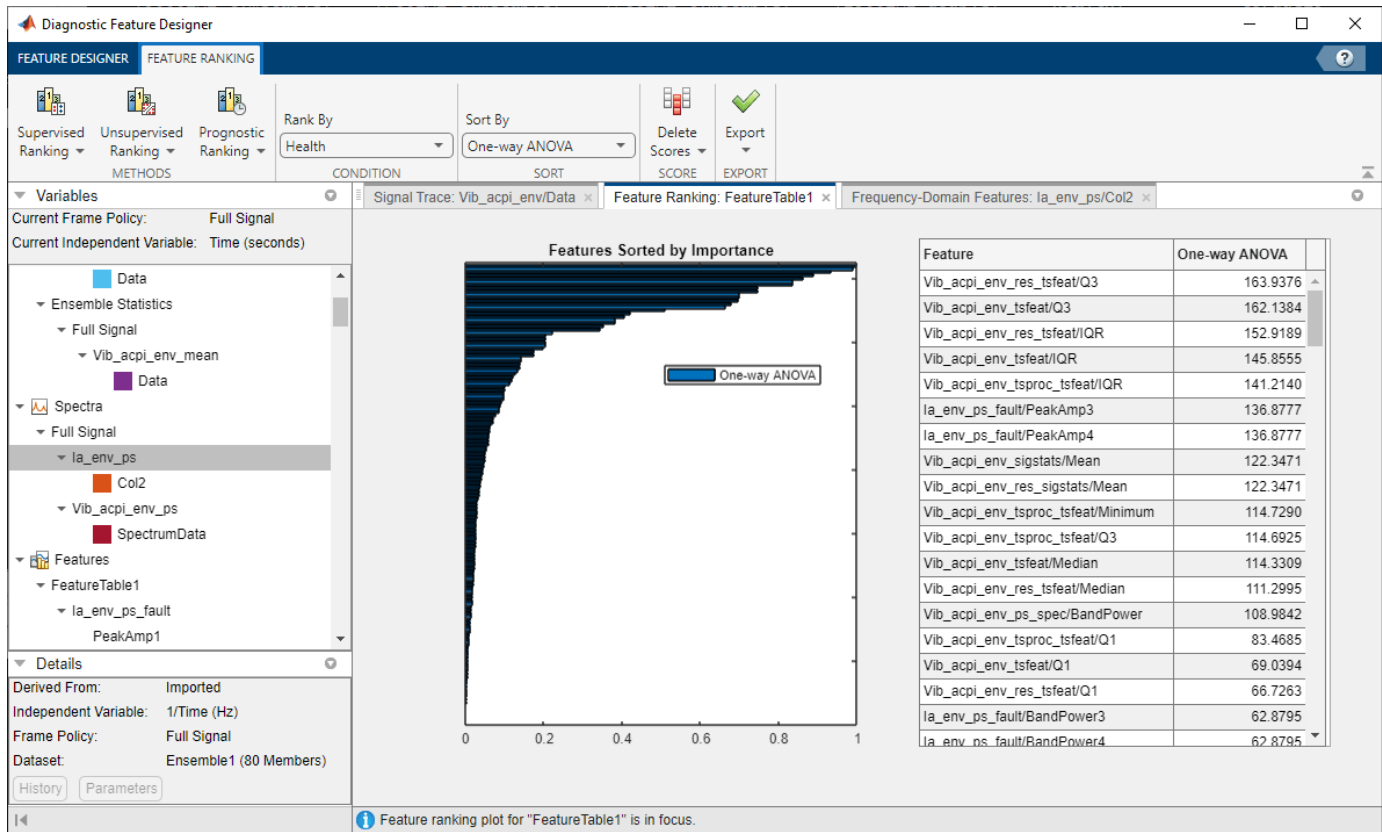 Diagnostic Feature Designer
FEATURE DESIGNER FEATURE RANKING
?
Supervised Ranking
Unsupervised Ranking
Prognostic Ranking
METHODS
Rank By
Health
CONDITION
Sort By
One-way ANOVA
SORT
Delete Scores
SCORE
Export
EXPORT
Variables
Current Frame Policy: Full Signal
Current Independent Variable: Time (seconds)
Data
Ensemble Statistics
Full Signal
Vib_acpi_env_mean
Data
Spectra
Full Signal
Ia_env_ps
Col2
Vib_acpi_env_ps
SpectrumData
Features
FeatureTable1
Ia_env_ps_fault
PeakAmp1
Details
Derived From: Imported
Independent Variable: 1/Time (Hz)
Frame Policy: Full Signal
Dataset: Ensemble1 (80 Members)
History Parameters
Signal Trace: Vib_acpi_env/Data Feature Ranking: FeatureTable1 Frequency-Domain Features: Ia_env_ps/Col2
Features Sorted by Importance
One-way ANOVA
0 0.2 0.4 0.6 0.8 1
Feature One-way ANOVA
Vib_acpi_env_res_tsfeat/Q3 163.9376
Vib_acpi_env_tsfeat/Q3 162.1384
Vib_acpi_env_res_tsfeat/IQR 152.9189
Vib_acpi_env_tsfeat/IQR 145.8555
Vib_acpi_env_tsproc_tsfeat/IQR 141.2140
Ia_env_ps_fault/PeakAmp3 136.8777
Ia_env_ps_fault/PeakAmp4 136.8777
Vib_acpi_env_sigstats/Mean 122.3471
Vib_acpi_env_res_sigstats/Mean 122.3471
Vib_acpi_env_tsproc_tsfeat/Minimum 114.7290
Vib_acpi_env_tsproc_tsfeat/Q3 114.6925
Vib_acpi_env_tsfeat/Median 114.3309
Vib_acpi_env_res_tsfeat/Median 111.2995
Vib_acpi_env_ps_spec/BandPower 108.9842
Vib_acpi_env_tsproc_tsfeat/Q1 83.4685
Vib_acpi_env_tsfeat/Q1 69.0394
Vib_acpi_env_res_tsfeat/Q1 66.7263
Ia_env_ps_fault/BandPower3 62.8795
Ia_env_ps_fault/BandPower4 62.8795
Feature ranking plot for "FeatureTable1" is in focus.